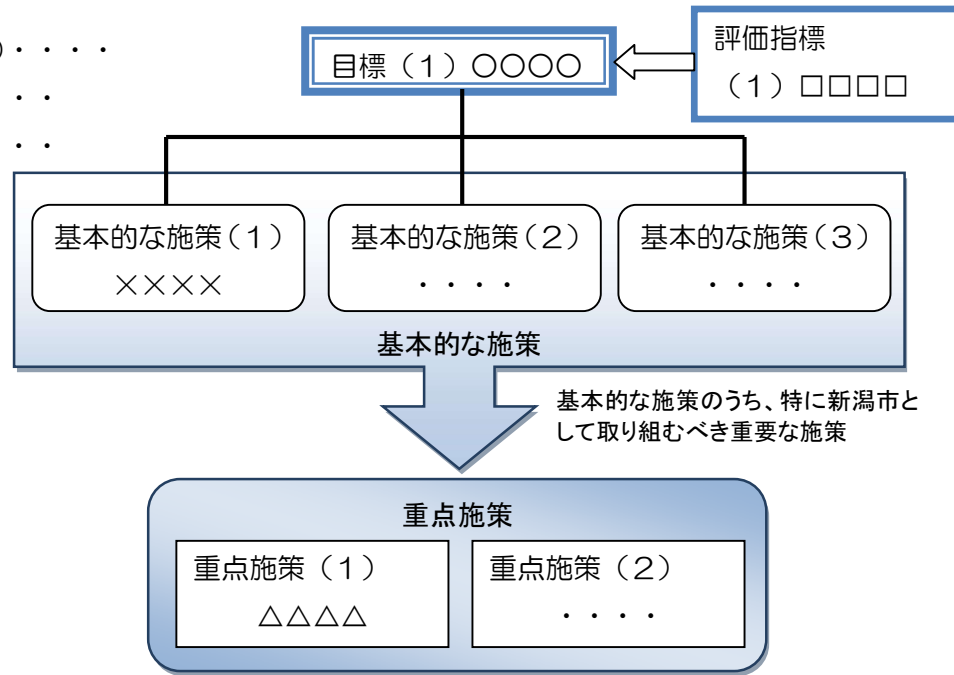 ）・・・・
・・
・・
目標（１）○○○○
評価指標
（１）□□□□
基本的な施策（１）
××××
基本的な施策（２）
・・・・
基本的な施策（３）
・・・・
基本的な施策
基本的な施策のうち、特に新潟市と
して取り組むべき重要な施策
重点施策
重点施策（１）
△△△△
重点施策（２）
・・・・